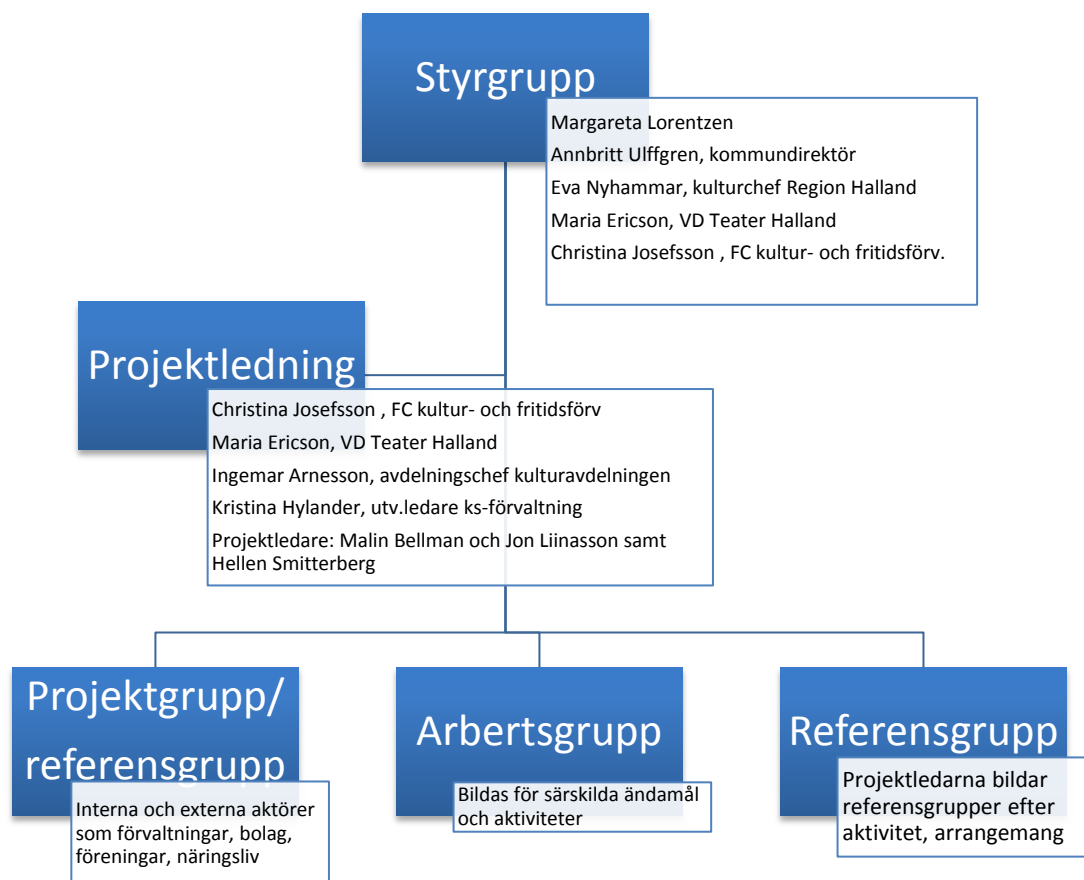 Styrgrupp
Margareta Lorentzen
Annbritt Ulffgren, kommundirektör
Eva Nyhammar, kulturchef Region Halland
Maria Ericson, VD Teater Halland
Christina Josefsson , FC kultur- och fritidsförv.
Projektledning
Christina Josefsson , FC kultur- och fritidsförv
Maria Ericson, VD Teater Halland
Ingemar Arnesson, avdelningschef kulturavdelningen
Kristina Hylander, utv.ledare ks-förvaltning
Projektledare: Malin Bellman och Jon Liinasson samt
Hellen Smitterberg
Projektgrupp/
referensgrupp
Interna och externa aktörer
som förvaltningar, bolag,
föreningar, näringsliv
Arbertsgrupp
Bildas för särskilda ändamål
och aktiviteter
Referensgrupp
Projektledarna bildar
referensgrupper efter
aktivitet, arrangemang